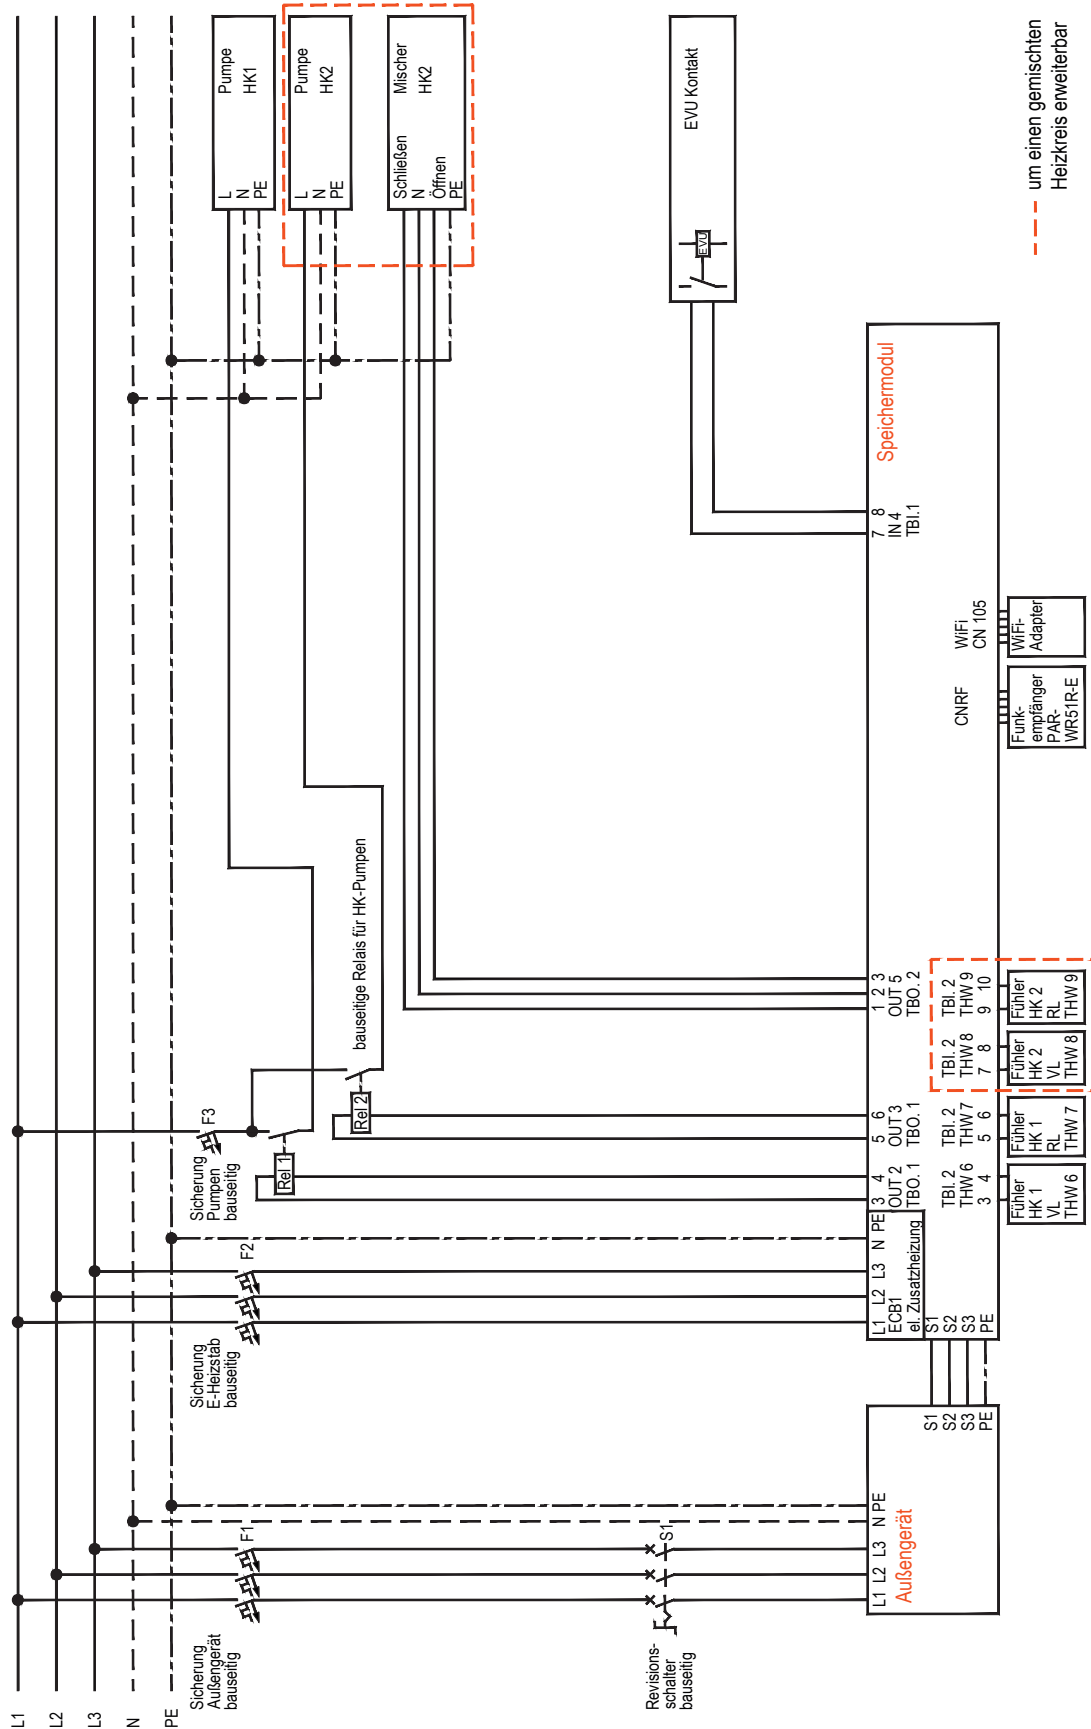 L1
L2
L3
N
PE
Sicherung
Außengerät
bauseitig
F1
Sicherung
E-Heizstab
bauseitig
F2
Sicherung
Pumpen
bauseitig
F3
Rel 1
Rel 2
bauseitige Relais für HK-Pumpen
Pumpe
HK1
L
N
PE
Pumpe
HK2
L
N
PE
Mischer
HK2
Schließen
N
Öffnen
PE
EVU Kontakt
EVU
um einen gemischten
Heizkreis erweiterbar
Revisions-
schalter
bauseitig
S1
L1 L2 L3 N PE
Außengerät
S1
S2
S3
PE
L1 L2 L3 N PE
ECB1
el. Zusatzheizung
S1
S2
S3
PE
3 4
OUT 2
TBO. 1
5 6
OUT 3
TBO. 1
1 2 3
OUT 5
TBO. 2
7 8
IN 4
TBI.1
Speichermodul
TBI. 2
THW 6
3 4
TBI. 2
THW 7
5 6
TBI. 2
THW 8
7 8
TBI. 2
THW 9
9 10
CNRF
WiFi
CN 105
Fühler
HK 1
VL
THW 6
Fühler
HK 1
RL
THW 7
Fühler
HK 2
VL
THW 8
Fühler
HK 2
RL
THW 9
Funk-
empfänger
PAR-
WR51R-E
WiFi-
Adapter